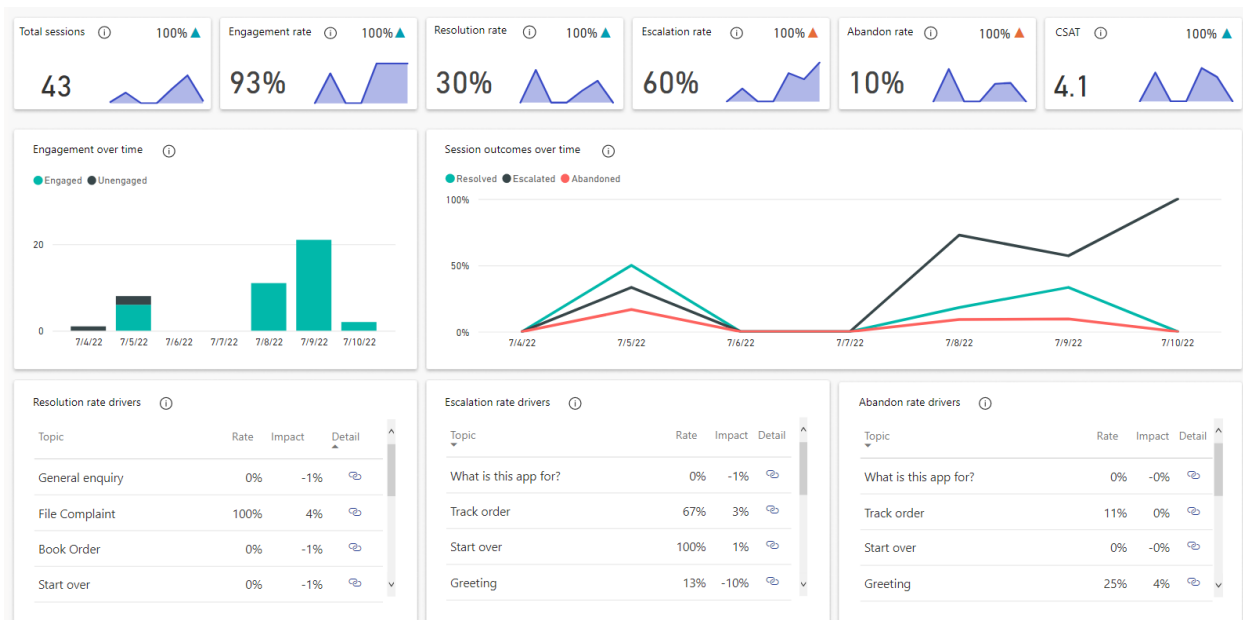 Total sessions 100%
43
Engagement rate 100%
93%
Resolution rate 100%
30%
Escalation rate 100%
60%
Abandon rate 100%
10%
CSAT 100%
4.1
Engagement over time
Engaged Unengaged
20
0
7/4/22 7/5/22 7/6/22 7/7/22 7/8/22 7/9/22 7/10/22
Session outcomes over time
Resolved Escalated Abandoned
100%
50%
0%
7/4/22 7/5/22 7/6/22 7/7/22 7/8/22 7/9/22 7/10/22
Resolution rate drivers
Topic Rate Impact Detail
General enquiry 0% -1%
File Complaint 100% 4%
Book Order 0% -1%
Start over 0% -1%
Escalation rate drivers
Topic Rate Impact Detail
What is this app for? 0% -1%
Track order 67% 3%
Start over 100% 1%
Greeting 13% -10%
Abandon rate drivers
Topic Rate Impact Detail
What is this app for? 0% -0%
Track order 11% 0%
Start over 0% -0%
Greeting 25% 4%